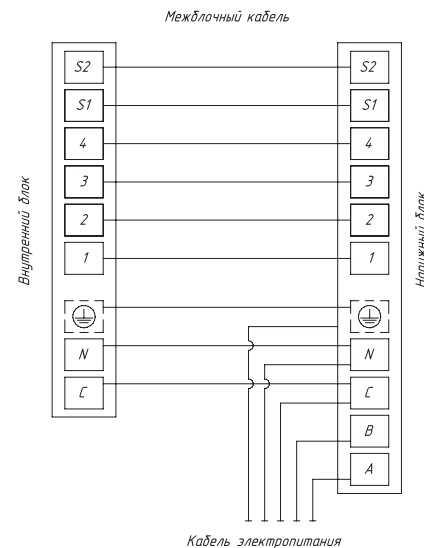 Межблочный кабель
S2 S2
S1 S1
4 4
3 3
2 2
1 1
N N
C C
B
A
Внутренний блок
Наружный блок
Кабель электропитания